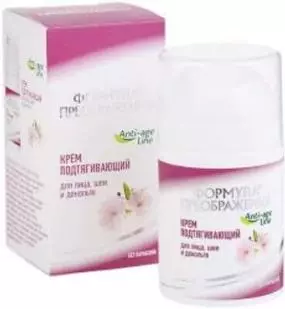 ФОРМУЛА
ПРЕОБРАЖЕНИЯ
Anti-age
Line
КРЕМ
ПОДТЯГИВАЮЩИЙ
для лица, шеи
и декольте
ФОРМУЛА
ПРЕОБРАЖЕНИЯ
Anti-age
Line
КРЕМ
ПОДТЯГИВАЮЩИЙ
для лица, шеи
и декольте